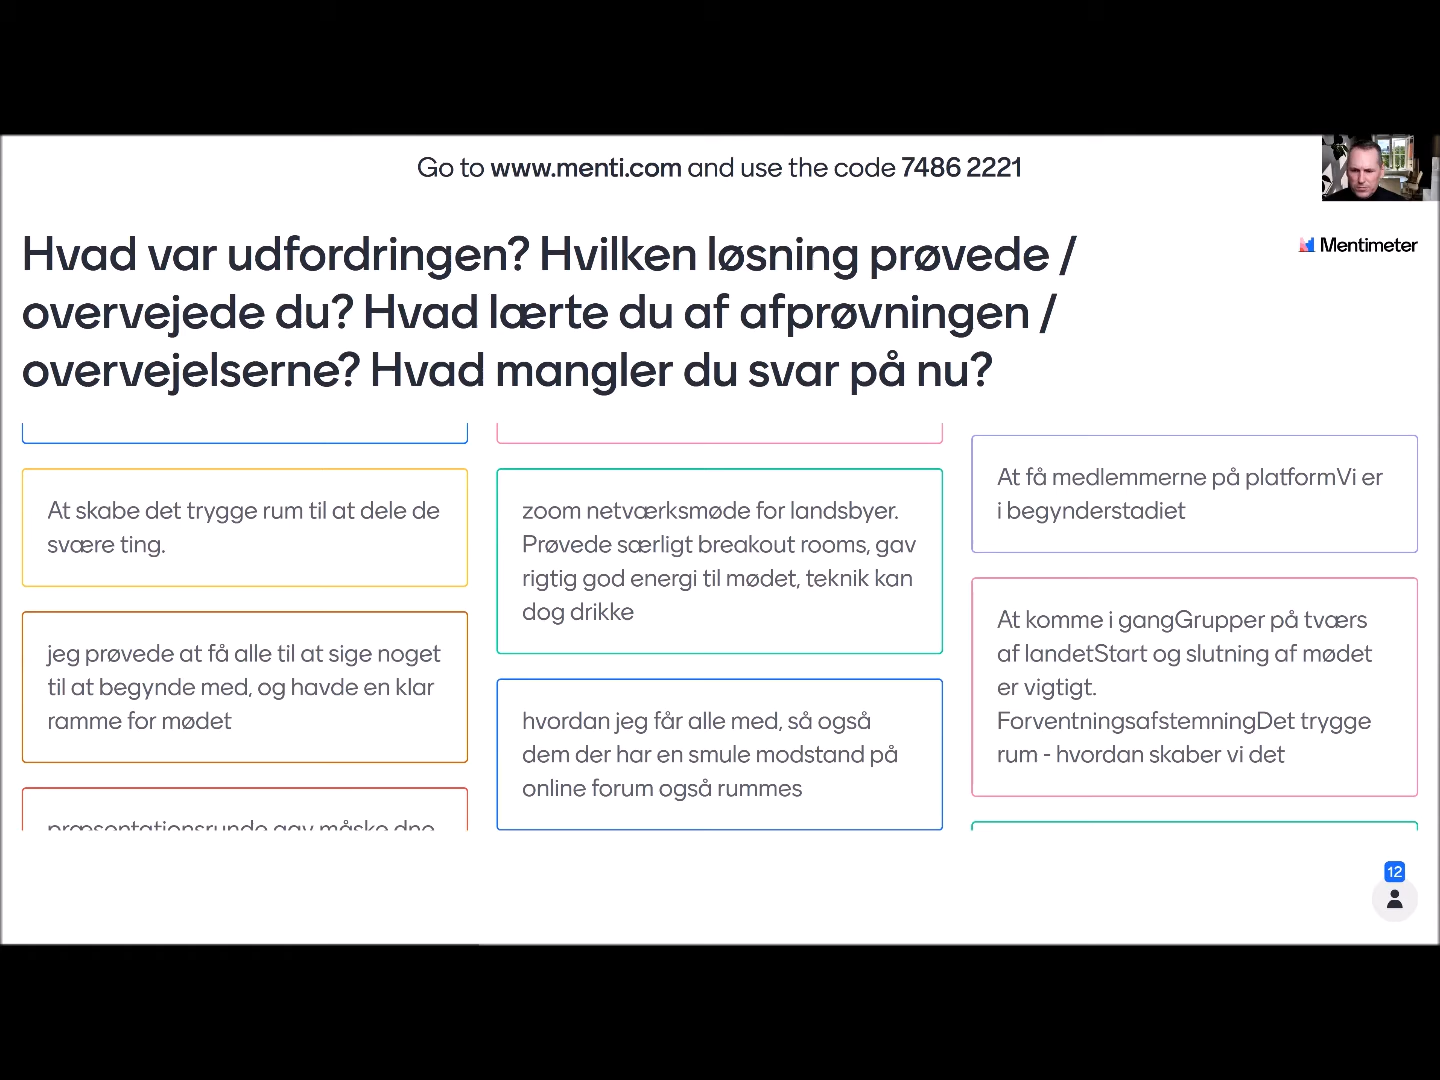 Go to www.menti.com and use the code 7486 2221
Mentimeter
Hvad var udfordringen? Hvilken løsning prøvede /
overvejede du? Hvad lærte du af afprøvningen /
overvejelserne? Hvad mangler du svar på nu?
At skabe det trygge rum til at dele de
svære ting.
jeg prøvede at få alle til at sige noget
til at begynde med, og havde en klar
ramme for mødet
præsentationsrunde gav måske dne
zoom netværksmøde for landsbyer.
Prøvede særligt breakout rooms, gav
rigtig god energi til mødet, teknik kan
dog drikke
hvordan jeg får alle med, så også
dem der har en smule modstand på
online forum også rummes
At få medlemmerne på platformVi er
i begynderstadiet
At komme i gangGrupper på tværs
af landetStart og slutning af mødet
er vigtigt.
ForventningsafstemningDet trygge
rum - hvordan skaber vi det
12